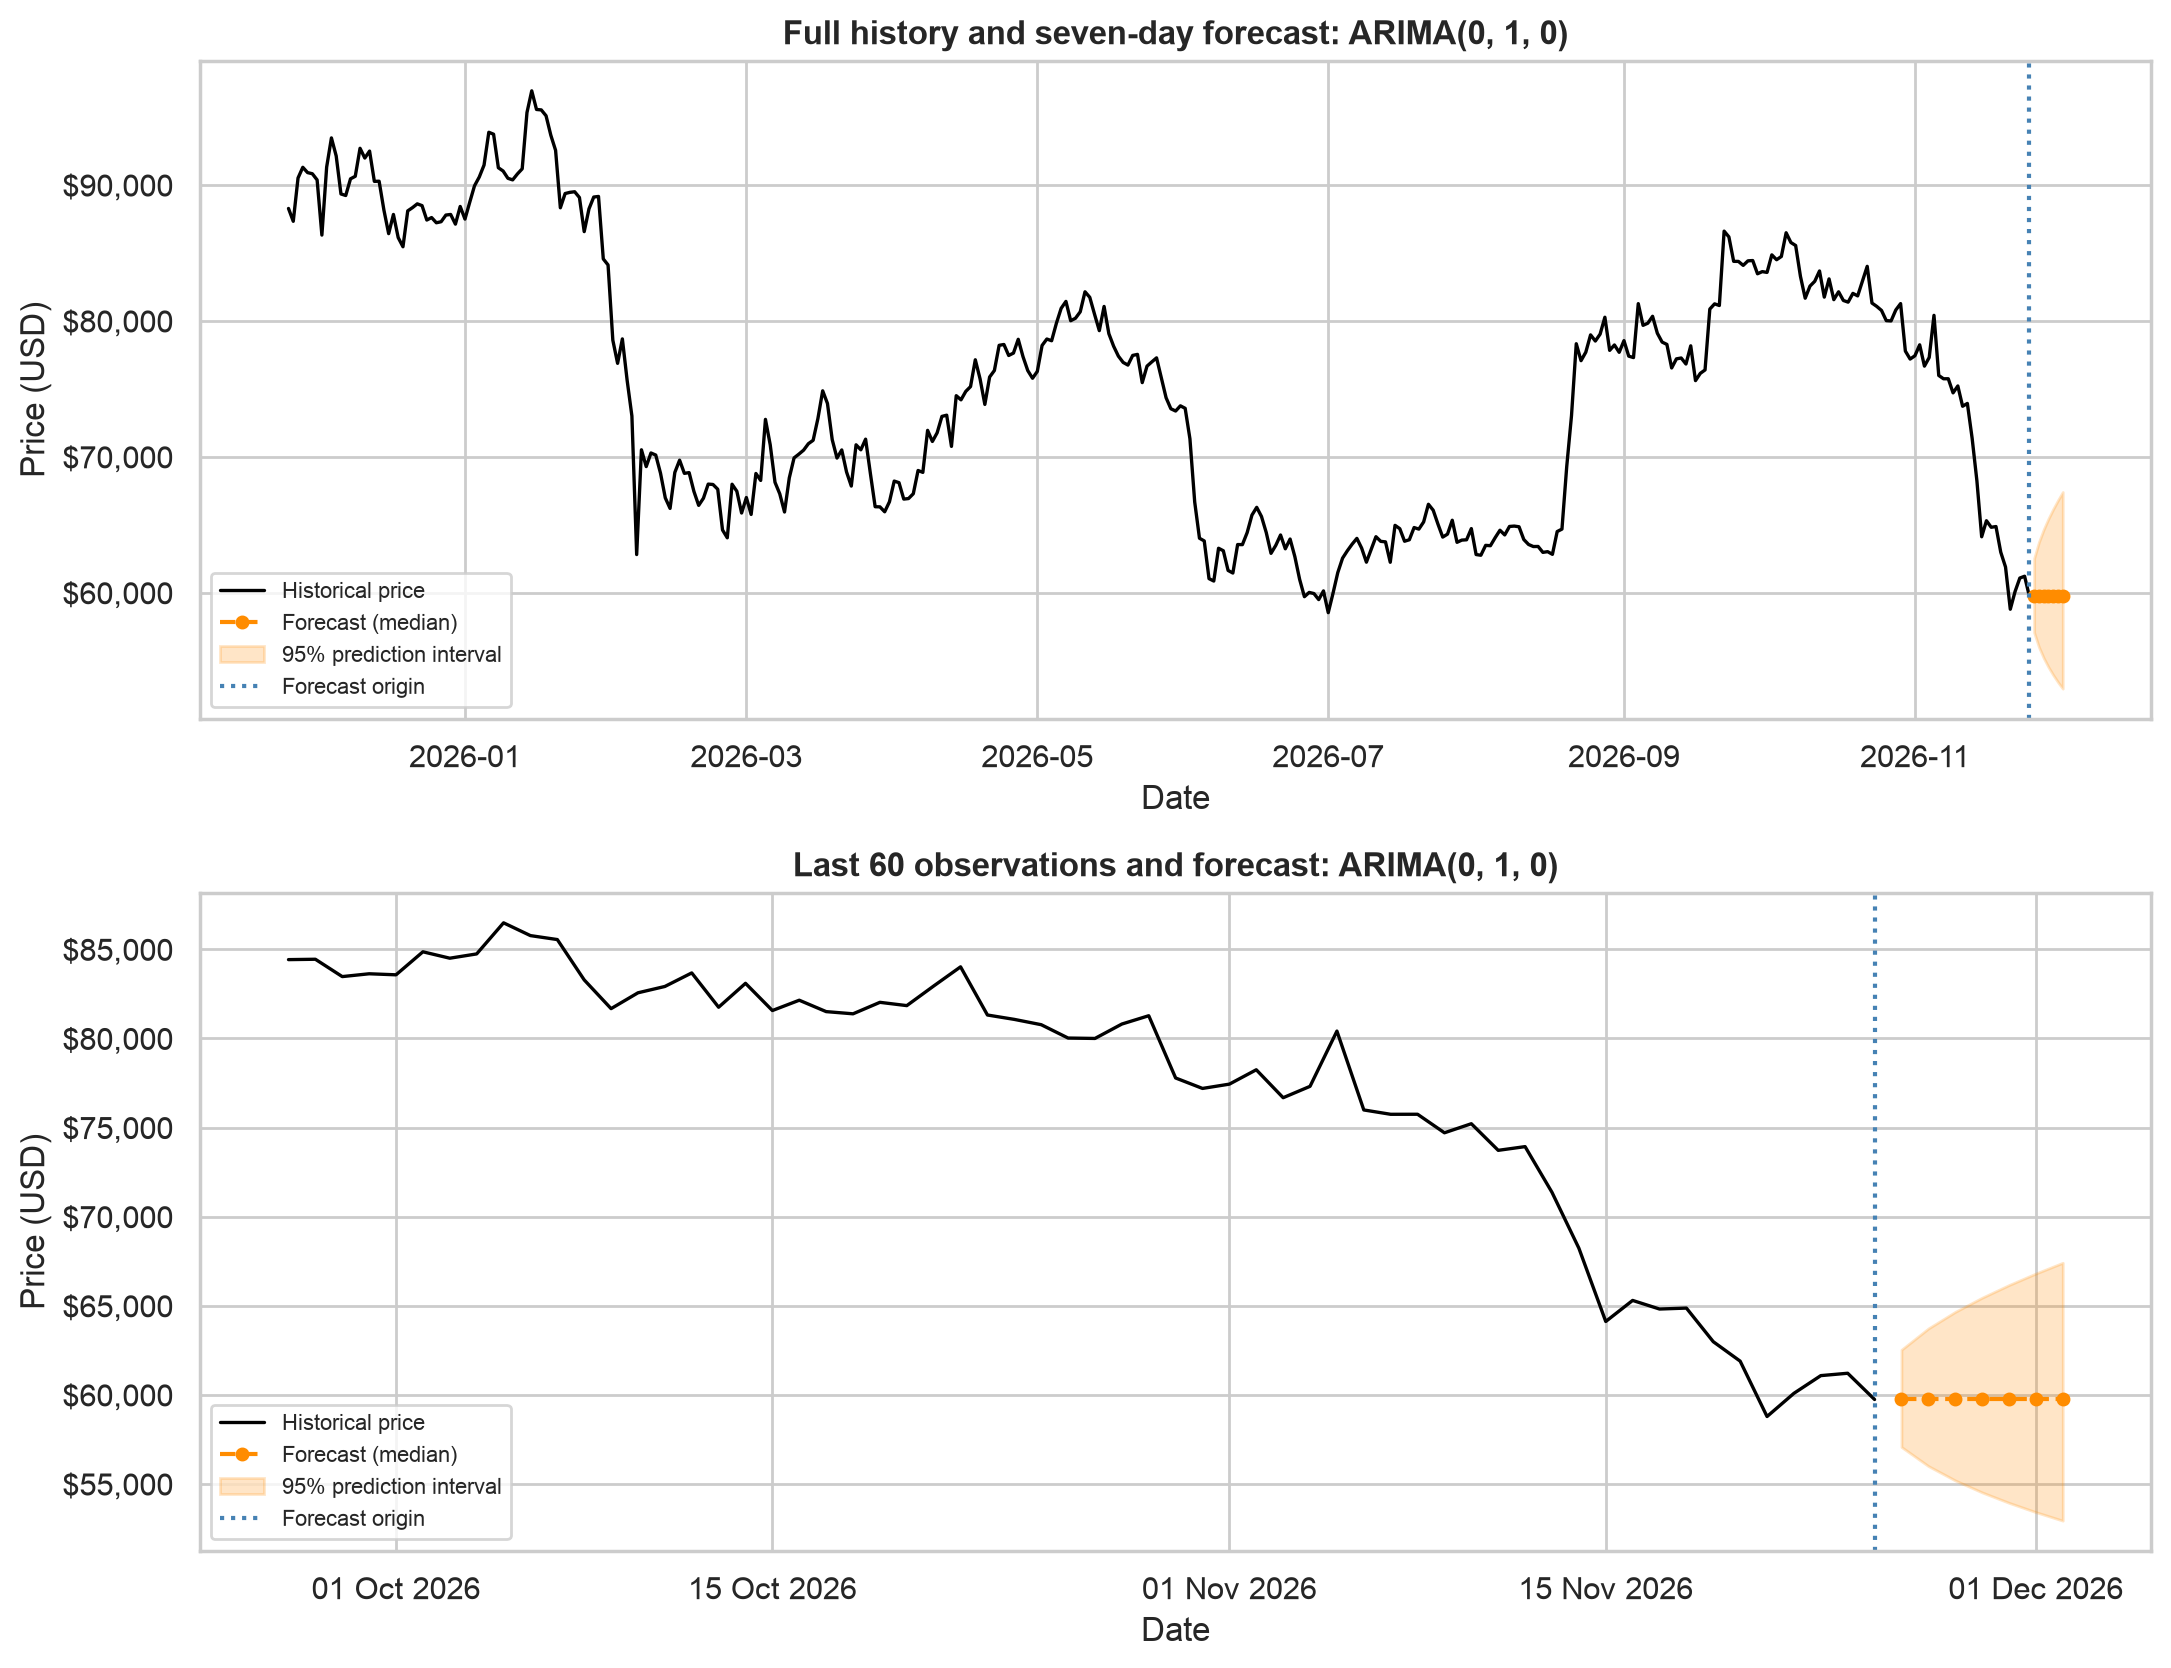 Full history and seven-day forecast: ARIMA(0, 1, 0)
Price (USD)
$90,000
$80,000
$70,000
$60,000
Historical price
Forecast (median)
95% prediction interval
Forecast origin
2026-01
2026-03
2026-05
2026-07
2026-09
2026-11
Date
Last 60 observations and forecast: ARIMA(0, 1, 0)
Price (USD)
$85,000
$80,000
$75,000
$70,000
$65,000
$60,000
$55,000
Historical price
Forecast (median)
95% prediction interval
Forecast origin
01 Oct 2026
15 Oct 2026
01 Nov 2026
15 Nov 2026
01 Dec 2026
Date